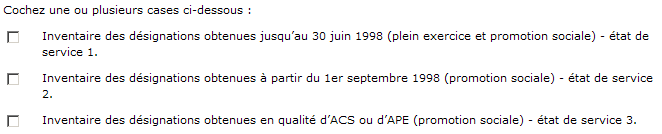 Cochez une ou plusieurs cases ci-dessous :
Inventaire des désignations obtenues jusqu'au 30 juin 1998 (plein exercice et promotion sociale) - état de
service 1.
Inventaire des désignations obtenues à partir du 1er septembre 1998 (promotion sociale) - état de service
2.
Inventaire des désignations obtenues en qualité d'ACS ou d'APE (promotion sociale) - état de service 3.